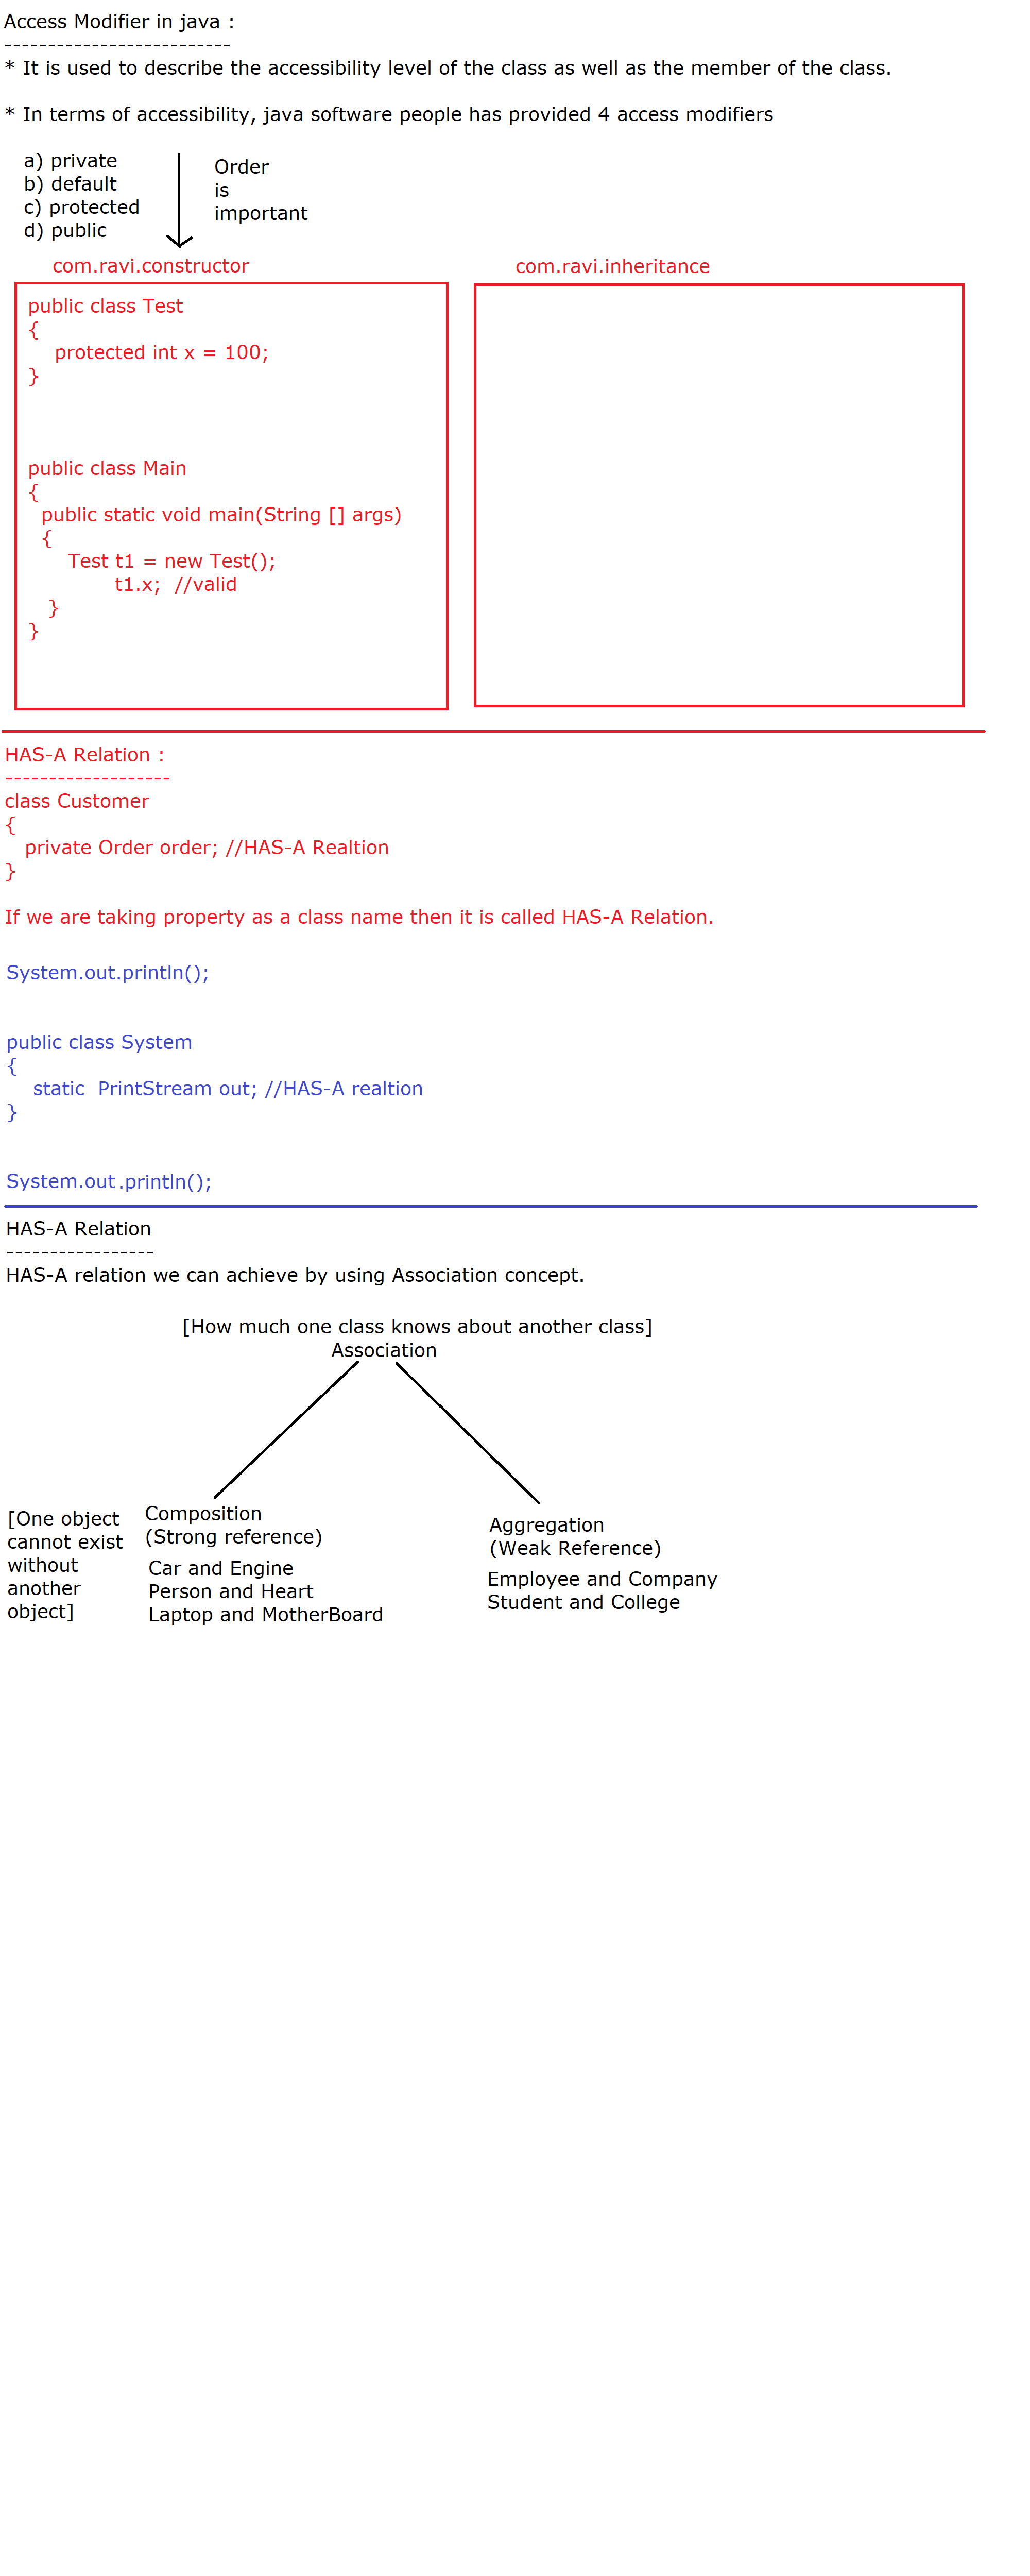 Access Modifier in java :
--------------------------
* It is used to describe the accessibility level of the class as well as the member of the class.
* In terms of accessibility, java software people has provided 4 access modifiers
a) private
b) default
c) protected
d) public
Order
is
important
com.ravi.constructor
public class Test
{
protected int x = 100;
}
public class Main
{
public static void main(String [] args)
{
Test t1 = new Test();
t1.x;  //valid
}
}
com.ravi.inheritance
HAS-A Relation :
-------------------
class Customer
{
private Order order; //HAS-A Realtion
}
If we are taking property as a class name then it is called HAS-A Relation.
System.out.println();
public class System
{
static  PrintStream out; //HAS-A realtion
}
System.out.println();
HAS-A Relation
-----------------
HAS-A relation we can achieve by using Association concept.
[How much one class knows about another class]
Association
[One object
cannot exist
without
another
object]
Composition
(Strong reference)
Car and Engine
Person and Heart
Laptop and MotherBoard
Aggregation
(Weak Reference)
Employee and Company
Student and College